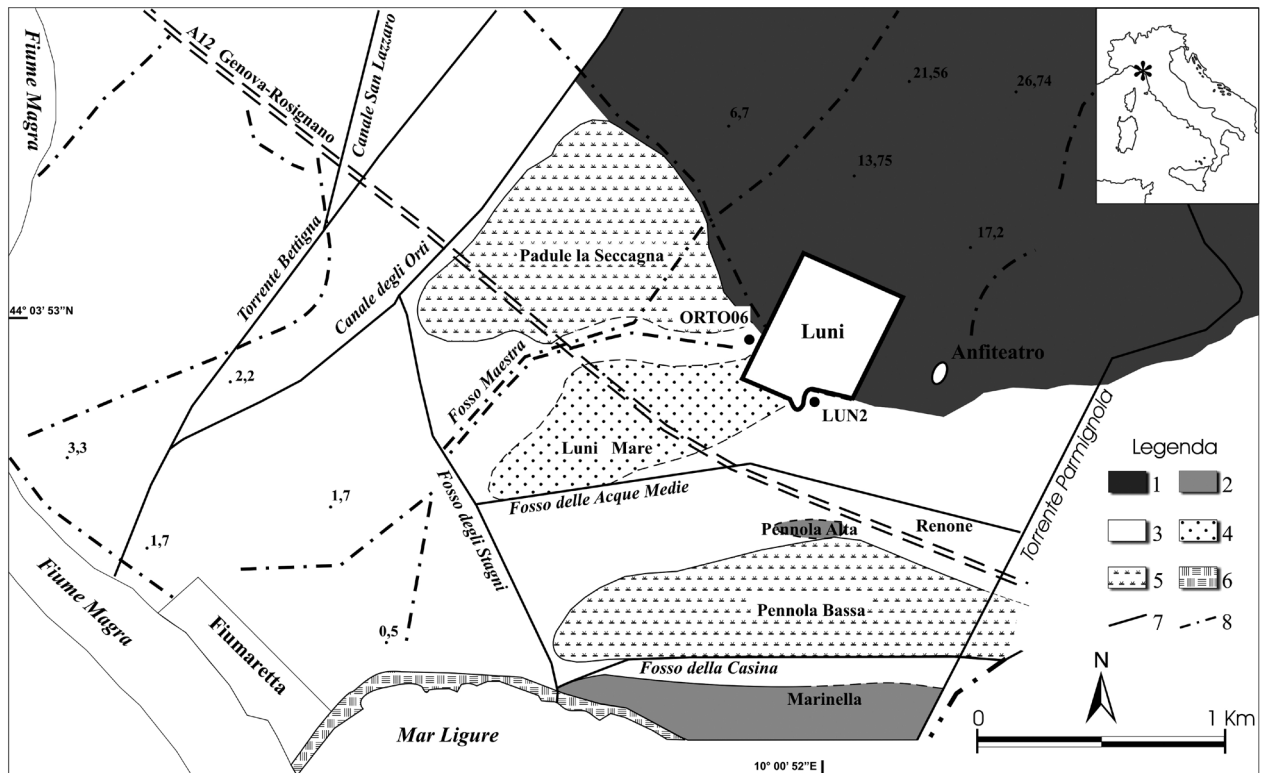 Fiume Magra
A12 Genova-Rosignano
Canale San Lazzaro
21,56
26,74
6,7
13,75
17,2
Padule la Seccagna
Torrente Bettigna
Canale degli Orti
44° 03' 53"N
ORTO06
Luni
Anfiteatro
Fosso Maestra
2,2
LUN2
3,3
Luni Mare
Fosso degli Stagni
Fosso delle Acque Medie
Torrente Parmignola
Legenda
1
2
3
4
5
6
7
8
1,7
1,7
Pennola Alta
Renone
Pennola Bassa
Fiume Magra
Fiumaretta
0,5
Fosso della Casina
Marinella
Mar Ligure
N
0
1 Km
10° 00' 52"E